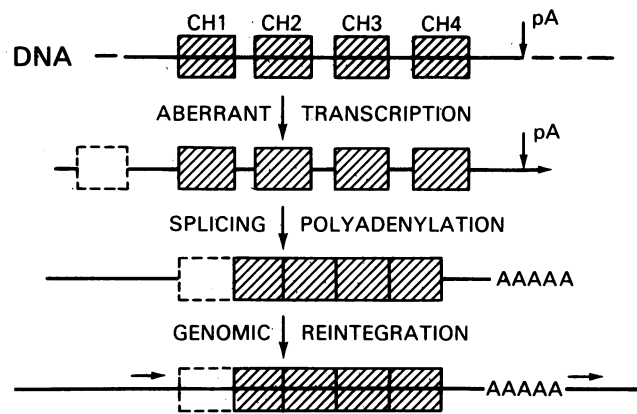 CH1 CH2 CH3 CH4 pA
DNA
ABERRANT TRANSCRIPTION
pA
SPLICING POLYADENYLATION
AAAAA
GENOMIC REINTEGRATION
AAAAA